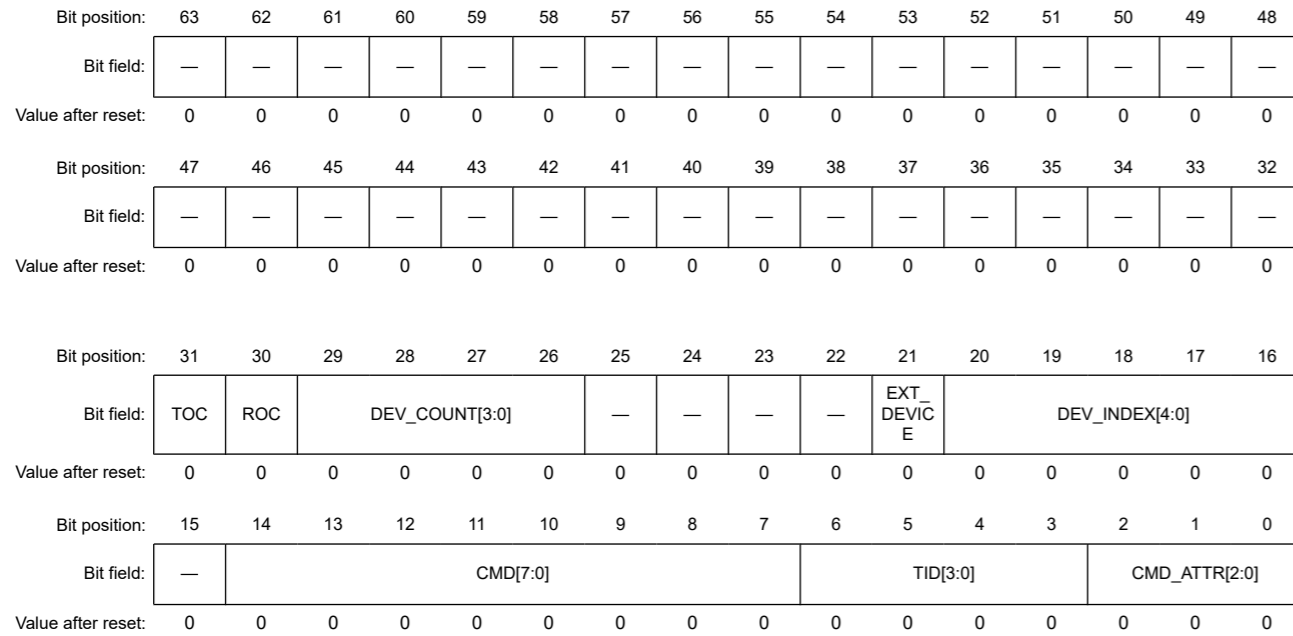 Bit position: 63 62 61 60 59 58 57 56 55 54 53 52 51 50 49 48
Bit field: — — — — — — — — — — — — — — — —
Value after reset: 0 0 0 0 0 0 0 0 0 0 0 0 0 0 0 0
Bit position: 47 46 45 44 43 42 41 40 39 38 37 36 35 34 33 32
Bit field: — — — — — — — — — — — — — — — —
Value after reset: 0 0 0 0 0 0 0 0 0 0 0 0 0 0 0 0
Bit position: 31 30 29 28 27 26 25 24 23 22 21 20 19 18 17 16
EXT_
Bit field: TOC ROC DEV_COUNT[3:0] — — — — DEVIC DEV_INDEX[4:0]
E
Value after reset: 0 0 0 0 0 0 0 0 0 0 0 0 0 0 0 0
Bit position: 15 14 13 12 11 10 9 8 7 6 5 4 3 2 1 0
Bit field: — CMD[7:0] TID[3:0] CMD_ATTR[2:0]
Value after reset: 0 0 0 0 0 0 0 0 0 0 0 0 0 0 0 0